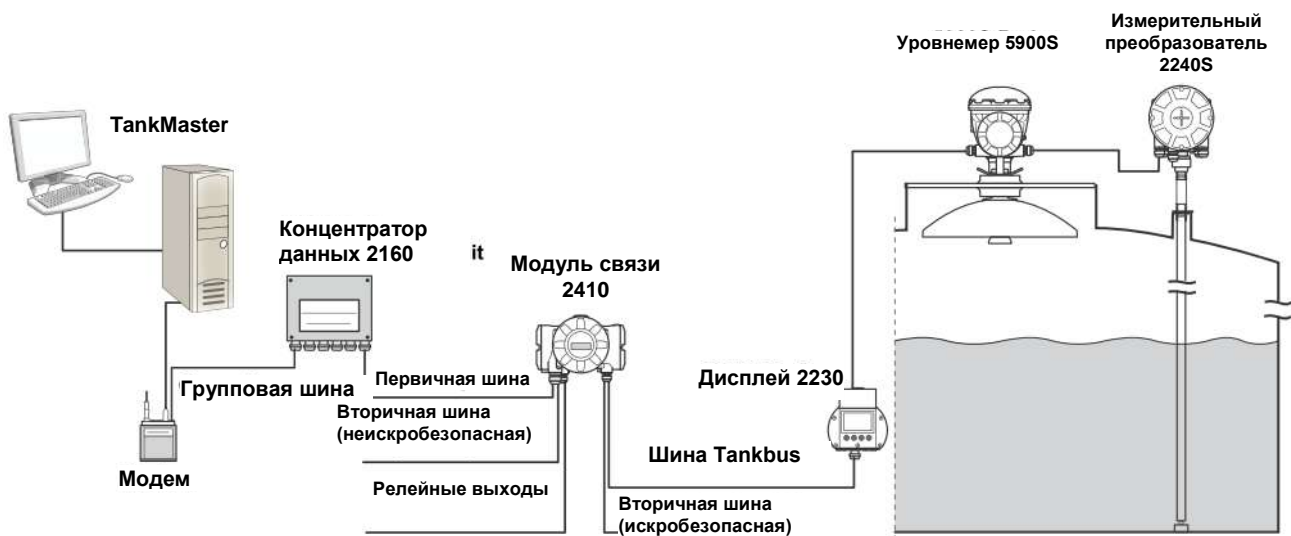 Измерительный
преобразователь
2240S
Уровнемер 5900S
TankMaster
Концентратор
данных 2160
it
Модуль связи
2410
Групповая шина
Первичная шина
Вторичная шина
(неискробезопасная)
Дисплей 2230
Шина Tankbus
Модем
Релейные выходы
Вторичная шина
(искробезопасная)